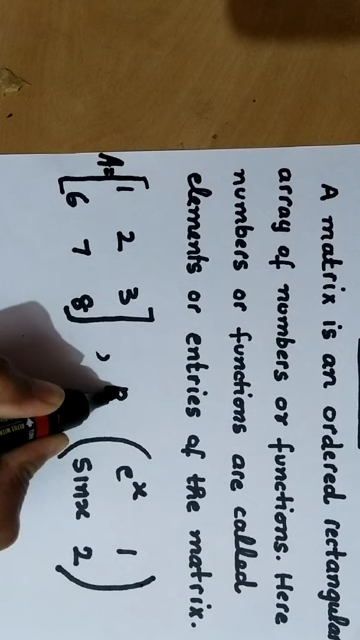 A matrix is an ordered rectangular
array of numbers or functions. Here
numbers or functions are called
elements or entries of the matrix.
A= [ 1 2 3 ] , ( e^x 1 )
[ 6 7 8 ] ( sinx 2 )